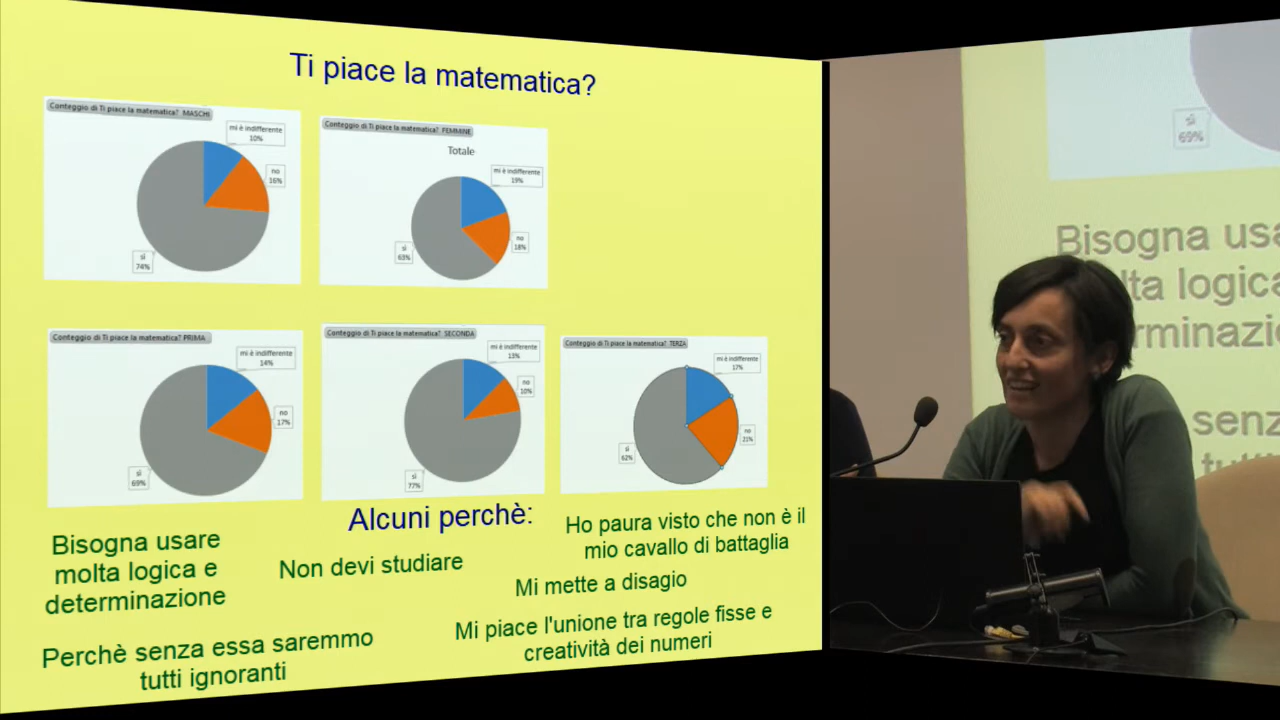 Ti piace la matematica?
Conteggio di Ti piace la matematica? MASCHI
mi è indifferente
10%
no
16%
sì
74%
Conteggio di Ti piace la matematica? FEMMINE
Totale
mi è indifferente
19%
no
18%
sì
63%
Conteggio di Ti piace la matematica? PRIMA
mi è indifferente
14%
no
17%
sì
69%
Conteggio di Ti piace la matematica? SECONDA
mi è indifferente
13%
no
10%
sì
77%
Conteggio di Ti piace la matematica? TERZA
mi è indifferente
17%
no
21%
sì
62%
Alcuni perchè:
Bisogna usare
molta logica e
determinazione
Non devi studiare
Ho paura visto che non è il
mio cavallo di battaglia
Mi mette a disagio
Perchè senza essa saremmo
tutti ignoranti
Mi piace l'unione tra regole fisse e
creatività dei numeri
sì
69%
Bisogna usa
lta logica
erminazio
senz